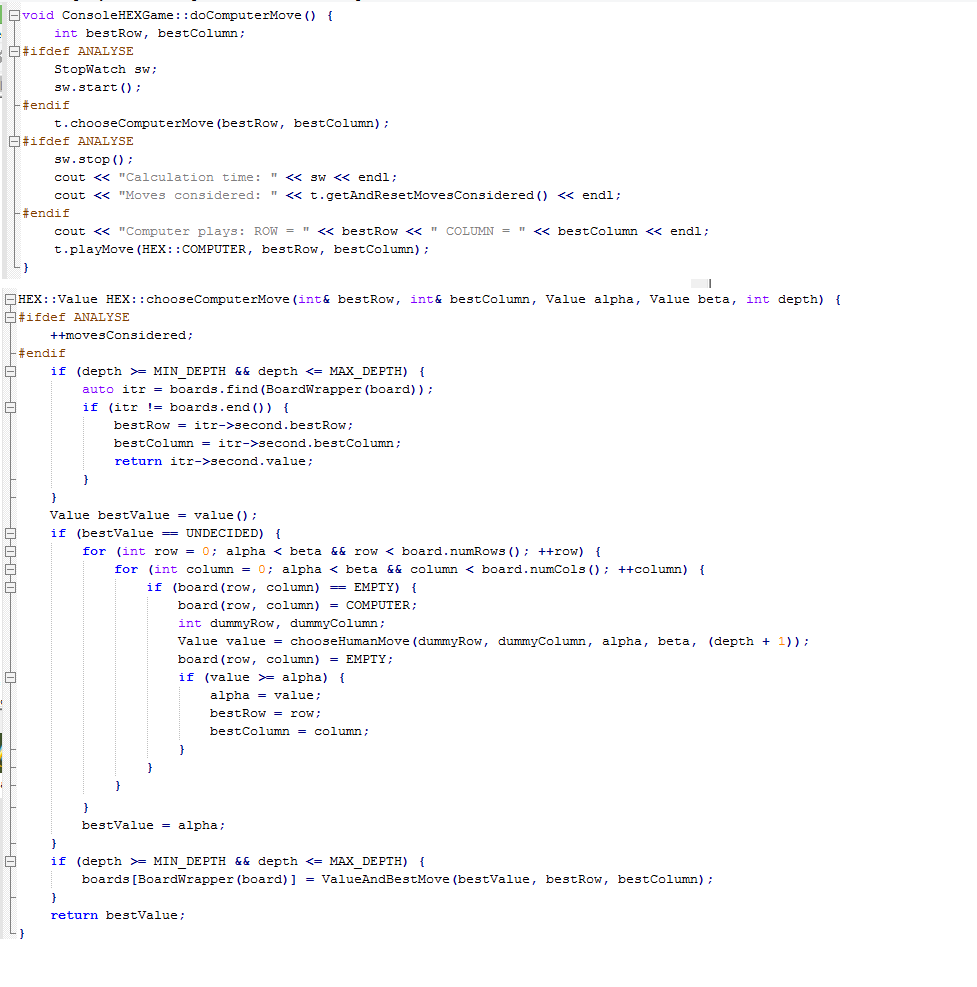 void ConsoleHEXGame::doComputerMove() {
    int bestRow, bestColumn;
#ifdef ANALYSE
    StopWatch sw;
    sw.start();
#endif
    t.chooseComputerMove(bestRow, bestColumn);
#ifdef ANALYSE
    sw.stop();
    cout << "Calculation time: " << sw << endl;
    cout << "Moves considered: " << t.getAndResetMovesConsidered() << endl;
#endif
    cout << "Computer plays: ROW = " << bestRow << " COLUMN = " << bestColumn << endl;
    t.playMove(HEX::COMPUTER, bestRow, bestColumn);
}
HEX::Value HEX::chooseComputerMove(int& bestRow, int& bestColumn, Value alpha, Value beta, int depth) {
#ifdef ANALYSE
    ++movesConsidered;
#endif
    if (depth >= MIN_DEPTH && depth <= MAX_DEPTH) {
        auto itr = boards.find(BoardWrapper(board));
        if (itr != boards.end()) {
            bestRow = itr->second.bestRow;
            bestColumn = itr->second.bestColumn;
            return itr->second.value;
        }
    }
    Value bestValue = value();
    if (bestValue == UNDECIDED) {
        for (int row = 0; alpha < beta && row < board.numRows(); ++row) {
            for (int column = 0; alpha < beta && column < board.numCols(); ++column) {
                if (board(row, column) == EMPTY) {
                    board(row, column) = COMPUTER;
                    int dummyRow, dummyColumn;
                    Value value = chooseHumanMove(dummyRow, dummyColumn, alpha, beta, (depth + 1));
                    board(row, column) = EMPTY;
                    if (value >= alpha) {
                        alpha = value;
                        bestRow = row;
                        bestColumn = column;
                    }
                }
            }
        }
        bestValue = alpha;
    }
    if (depth >= MIN_DEPTH && depth <= MAX_DEPTH) {
        boards[BoardWrapper(board)] = ValueAndBestMove(bestValue, bestRow, bestColumn);
    }
    return bestValue;
}